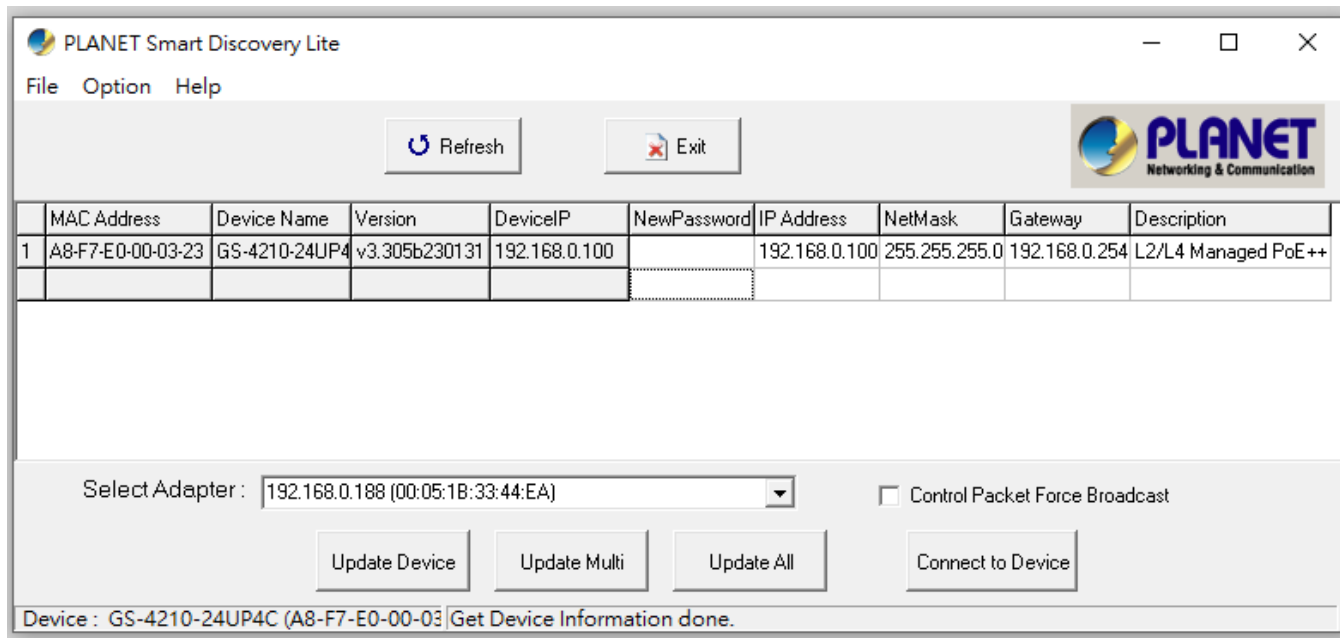 PLANET Smart Discovery Lite
File Option Help
Refresh Exit
PLANET
Networking & Communication
MAC Address Device Name Version DeviceIP NewPassword IP Address NetMask Gateway Description
1 A8-F7-E0-00-03-23 GS-4210-24UP4 v3.305b230131 192.168.0.100 192.168.0.100 255.255.255.0 192.168.0.254 L2/L4 Managed PoE++
Select Adapter : 192.168.0.188 (00:05:1B:33:44:EA) Control Packet Force Broadcast
Update Device Update Multi Update All Connect to Device
Device : GS-4210-24UP4C (A8-F7-E0-00-03 Get Device Information done.